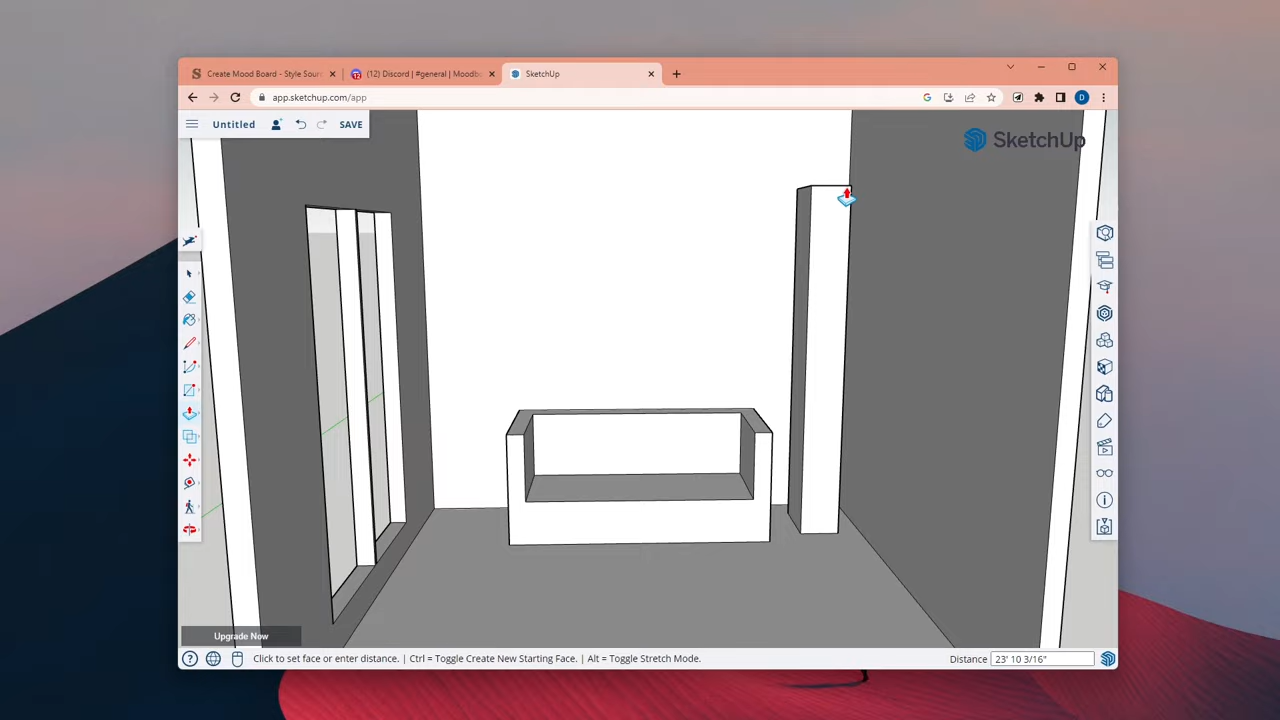 Create Mood Board - Style Sour
(12) Discord | #general | Moodb
SketchUp
app.sketchup.com/app
G
D
Untitled
SAVE
SketchUp
Upgrade Now
Click to set face or enter distance. | Ctrl = Toggle Create New Starting Face. | Alt = Toggle Stretch Mode.
Distance
23' 10 3/16"